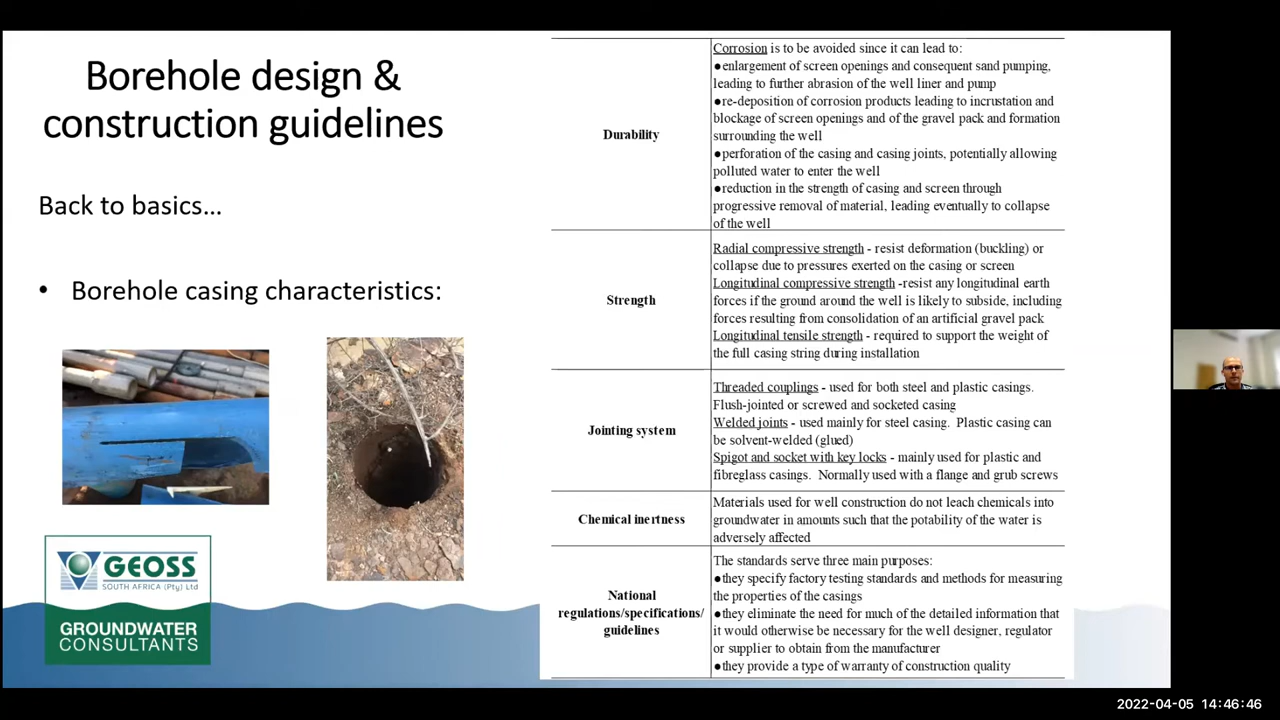 Borehole design &
construction guidelines
Back to basics...
• Borehole casing characteristics:
GEOSS
SOUTH AFRICA (Pty) Ltd
GROUNDWATER
CONSULTANTS
Durability
Corrosion is to be avoided since it can lead to:
●enlargement of screen openings and consequent sand pumping,
leading to further abrasion of the well liner and pump
●re-deposition of corrosion products leading to incrustation and
blockage of screen openings and of the gravel pack and formation
surrounding the well
●perforation of the casing and casing joints, potentially allowing
polluted water to enter the well
●reduction in the strength of casing and screen through
progressive removal of material, leading eventually to collapse
of the well
Strength
Radial compressive strength - resist deformation (buckling) or
collapse due to pressures exerted on the casing or screen
Longitudinal compressive strength -resist any longitudinal earth
forces if the ground around the well is likely to subside, including
forces resulting from consolidation of an artificial gravel pack
Longitudinal tensile strength - required to support the weight of
the full casing string during installation
Jointing system
Threaded couplings - used for both steel and plastic casings.
Flush-jointed or screwed and socketed casing
Welded joints - used mainly for steel casing. Plastic casing can
be solvent-welded (glued)
Spigot and socket with key locks - mainly used for plastic and
fibreglass casings. Normally used with a flange and grub screws
Chemical inertness
Materials used for well construction do not leach chemicals into
groundwater in amounts such that the potability of the water is
adversely affected
National
regulations/specifications/
guidelines
The standards serve three main purposes:
●they specify factory testing standards and methods for measuring
the properties of the casings
●they eliminate the need for much of the detailed information that
it would otherwise be necessary for the well designer, regulator
or supplier to obtain from the manufacturer
●they provide a type of warranty of construction quality
2022-04-05 14:46:46